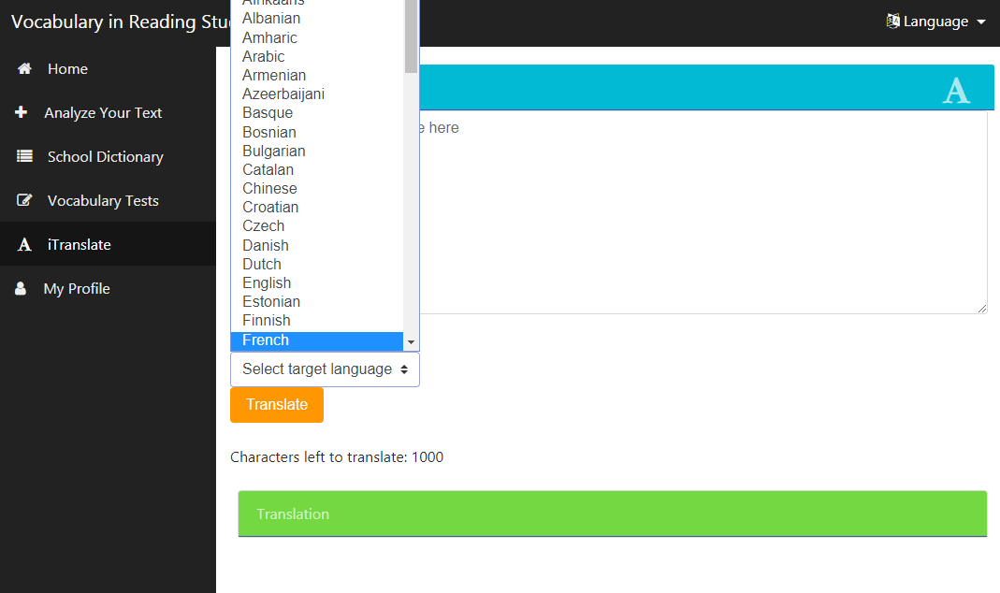 Vocabulary in Reading Stu
Language
Home
Analyze Your Text
School Dictionary
Vocabulary Tests
iTranslate
My Profile
Afrikaans
Albanian
Amharic
Arabic
Armenian
Azeerbaijani
Basque
Bosnian
Bulgarian
Catalan
Chinese
Croatian
Czech
Danish
Dutch
English
Estonian
Finnish
French
A
e here
Select target language
Translate
Characters left to translate: 1000
Translation